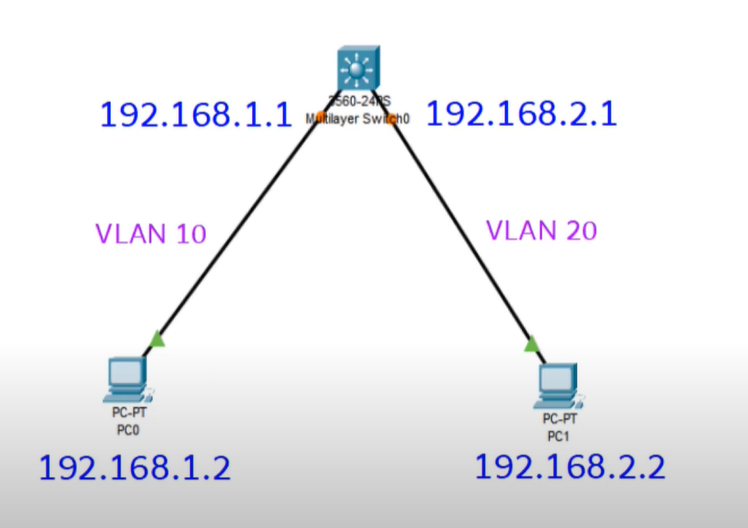 3560-24PS
192.168.1.1
Multilayer Switch0
192.168.2.1
VLAN 10
VLAN 20
PC-PT
PC0
PC-PT
PC1
192.168.1.2
192.168.2.2